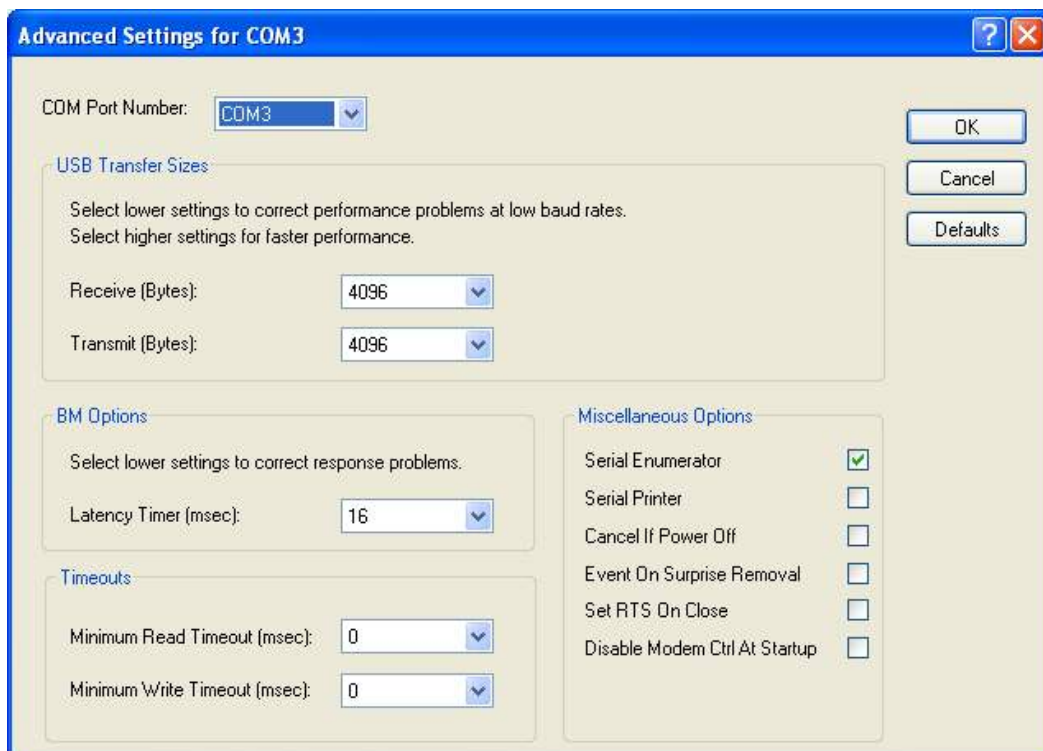 Advanced Settings for COM3
?
COM Port Number: COM3
OK
Cancel
Defaults
USB Transfer Sizes
Select lower settings to correct performance problems at low baud rates.
Select higher settings for faster performance.
Receive (Bytes): 4096
Transmit (Bytes): 4096
BM Options
Select lower settings to correct response problems.
Latency Timer (msec): 16
Timeouts
Minimum Read Timeout (msec): 0
Minimum Write Timeout (msec): 0
Miscellaneous Options
Serial Enumerator
Serial Printer
Cancel If Power Off
Event On Surprise Removal
Set RTS On Close
Disable Modem Ctrl At Startup